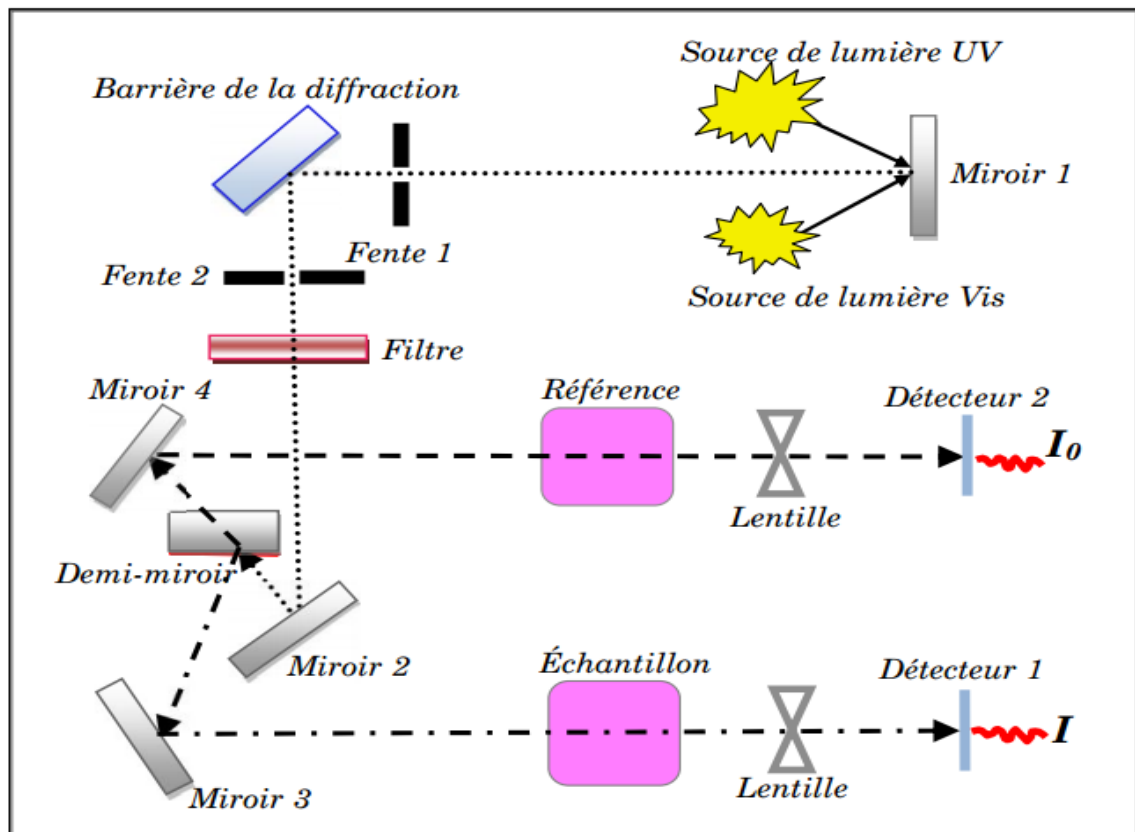 Source de lumière UV
Barrière de la diffraction
Miroir 1
Fente 1
Fente 2
Source de lumière Vis
Filtre
Miroir 4
Référence
Détecteur 2
I0
Lentille
Demi-miroir
Miroir 2
Échantillon
Détecteur 1
I
Lentille
Miroir 3